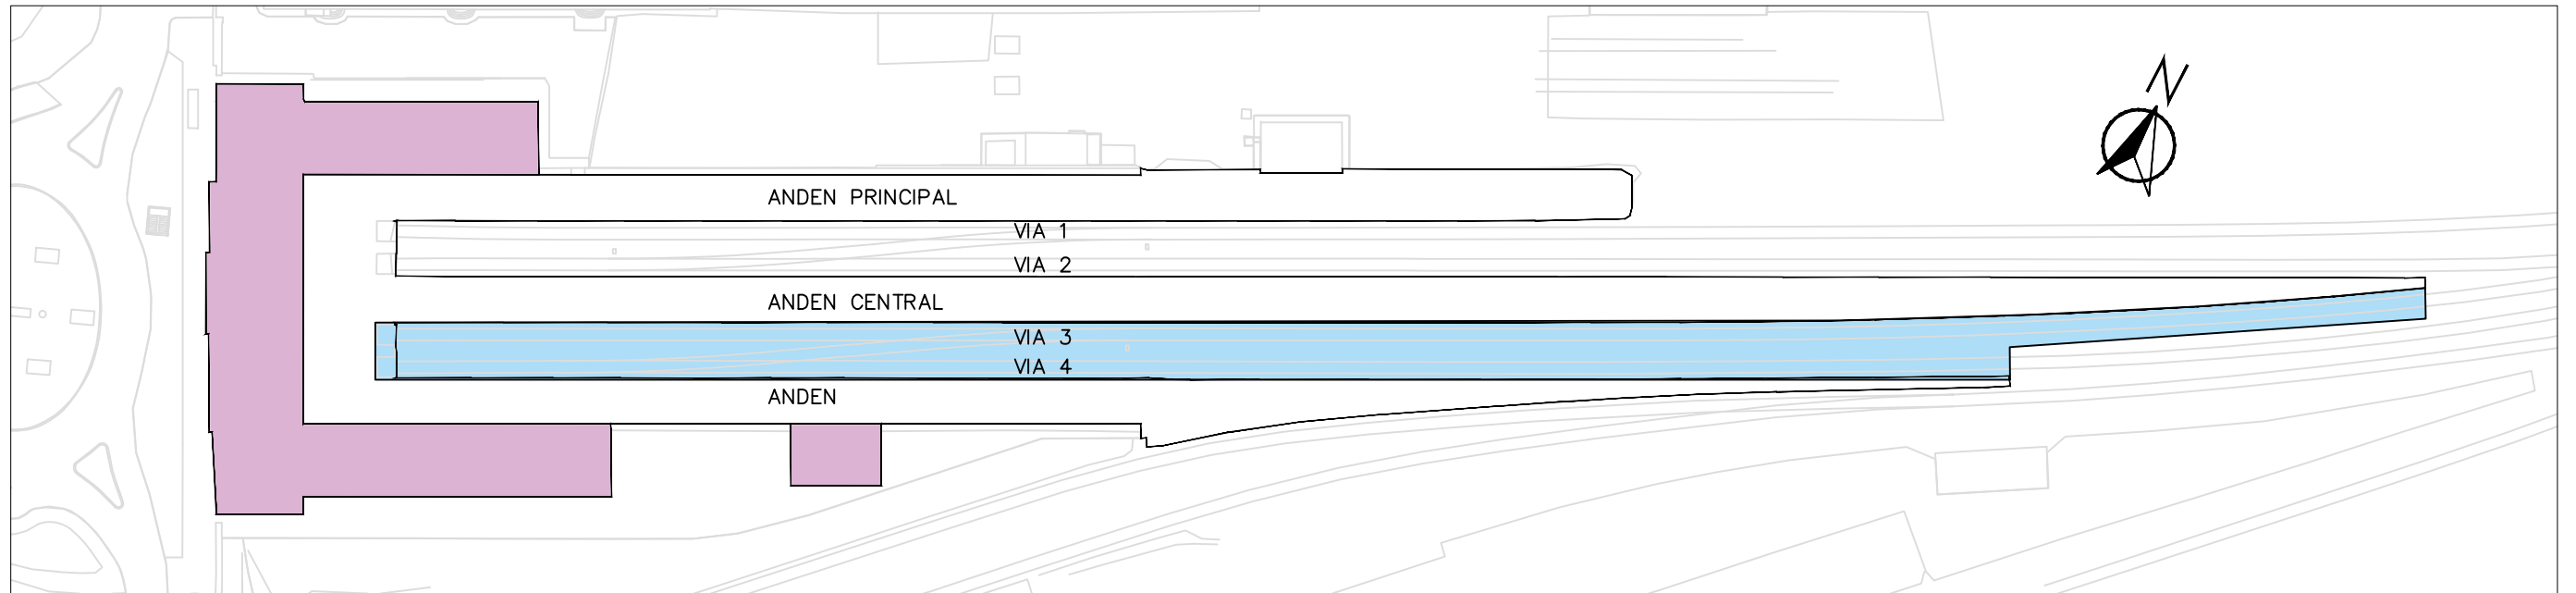 N
ANDEN PRINCIPAL
VIA 1
VIA 2
ANDEN CENTRAL
VIA 3
VIA 4
ANDEN